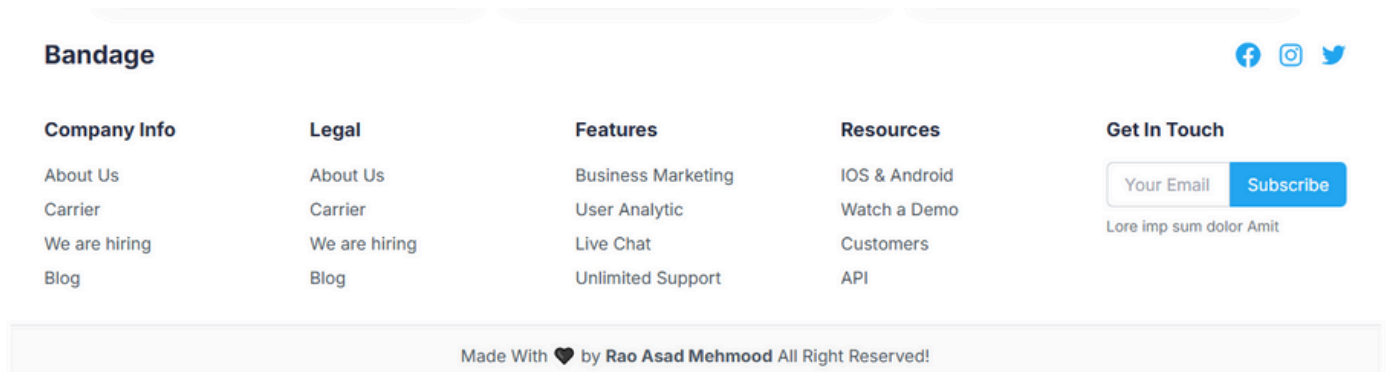 Bandage
Company Info
About Us
Carrier
We are hiring
Blog
Legal
About Us
Carrier
We are hiring
Blog
Features
Business Marketing
User Analytic
Live Chat
Unlimited Support
Resources
IOS & Android
Watch a Demo
Customers
API
Get In Touch
Your Email
Subscribe
Lore imp sum dolor Amit
Made With 🖤 by Rao Asad Mehmood All Right Reserved!